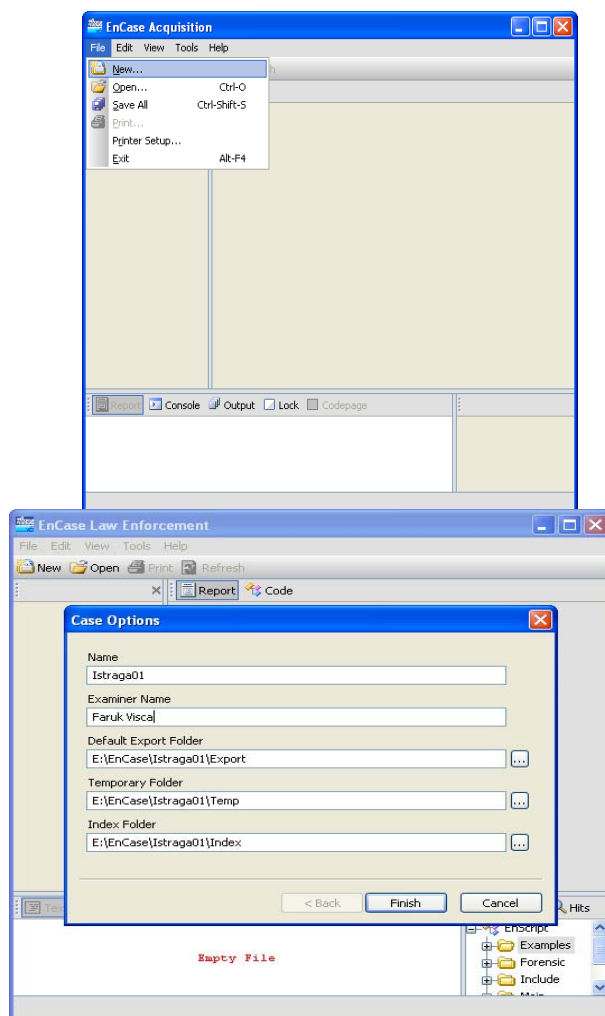 EnCase Acquisition
File Edit View Tools Help
New...
Open... Ctrl-O
Save All Ctrl-Shift-S
Print...
Printer Setup...
Exit Alt-F4
Report Console Output Lock Codepage
EnCase Law Enforcement
File Edit View Tools Help
New Open Print Refresh
Report Code
Case Options
Name
Istraga01
Examiner Name
Faruk Visca
Default Export Folder
E:\EnCase\Istraga01\Export
...
Temporary Folder
E:\EnCase\Istraga01\Temp
...
Index Folder
E:\EnCase\Istraga01\Index
...
< Back Finish Cancel
Hits
EnScript
Examples
Forensic
Include
Empty File